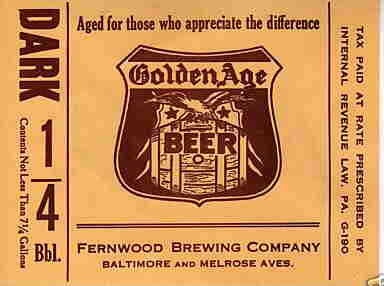 DARK
1/4
Bbl.
Contents Not Less Than 7¾ Gallons
Aged for those who appreciate the difference
Golden Age
BEER
FERNWOOD BREWING COMPANY
BALTIMORE AND MELROSE AVES.
TAX PAID AT RATE PRESCRIBED BY
INTERNAL REVENUE LAW, PA. G-190